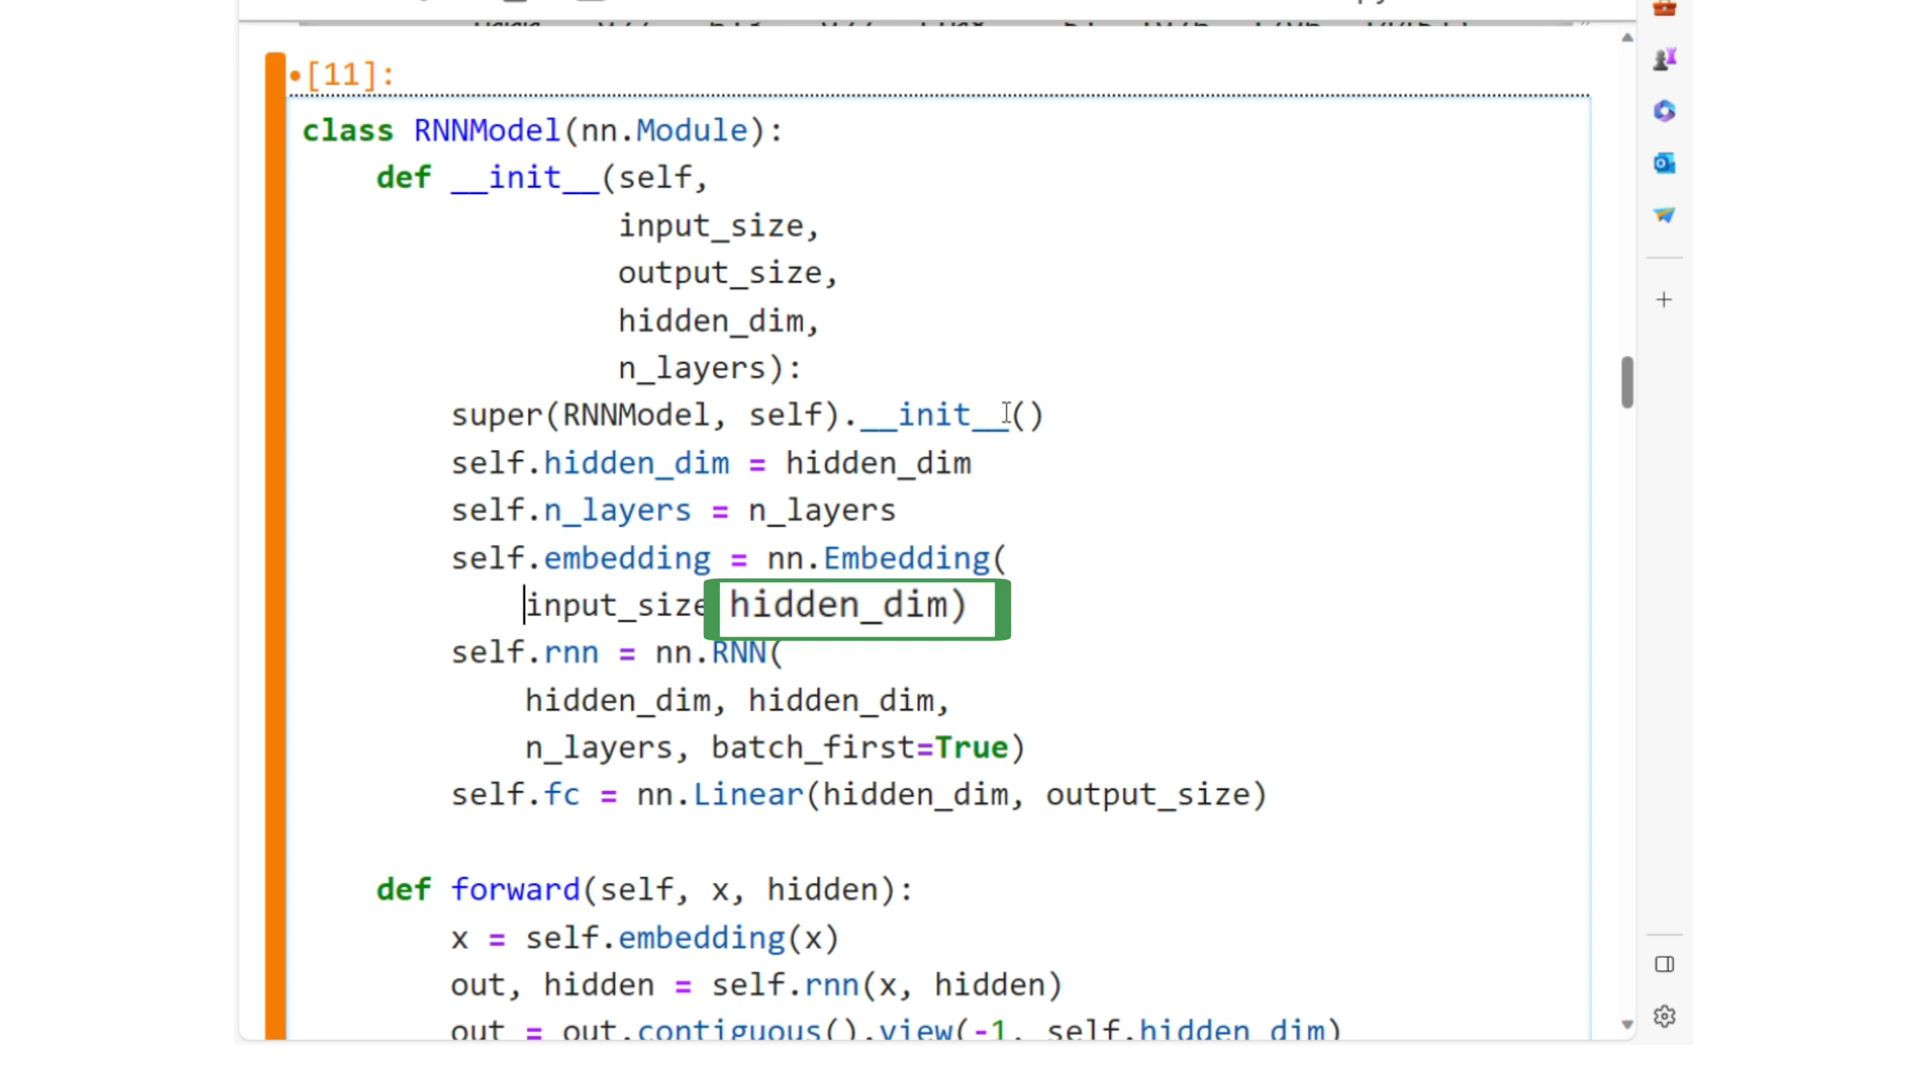 [11]:
class RNNModel(nn.Module):
def __init__(self,
input_size,
output_size,
hidden_dim,
n_layers):
super(RNNModel, self).__init__()
self.hidden_dim = hidden_dim
self.n_layers = n_layers
self.embedding = nn.Embedding(
input_size hidden_dim)
self.rnn = nn.RNN(
hidden_dim, hidden_dim,
n_layers, batch_first=True)
self.fc = nn.Linear(hidden_dim, output_size)
def forward(self, x, hidden):
x = self.embedding(x)
out, hidden = self.rnn(x, hidden)
out = out.contiguous().view(-1, self.hidden_dim)